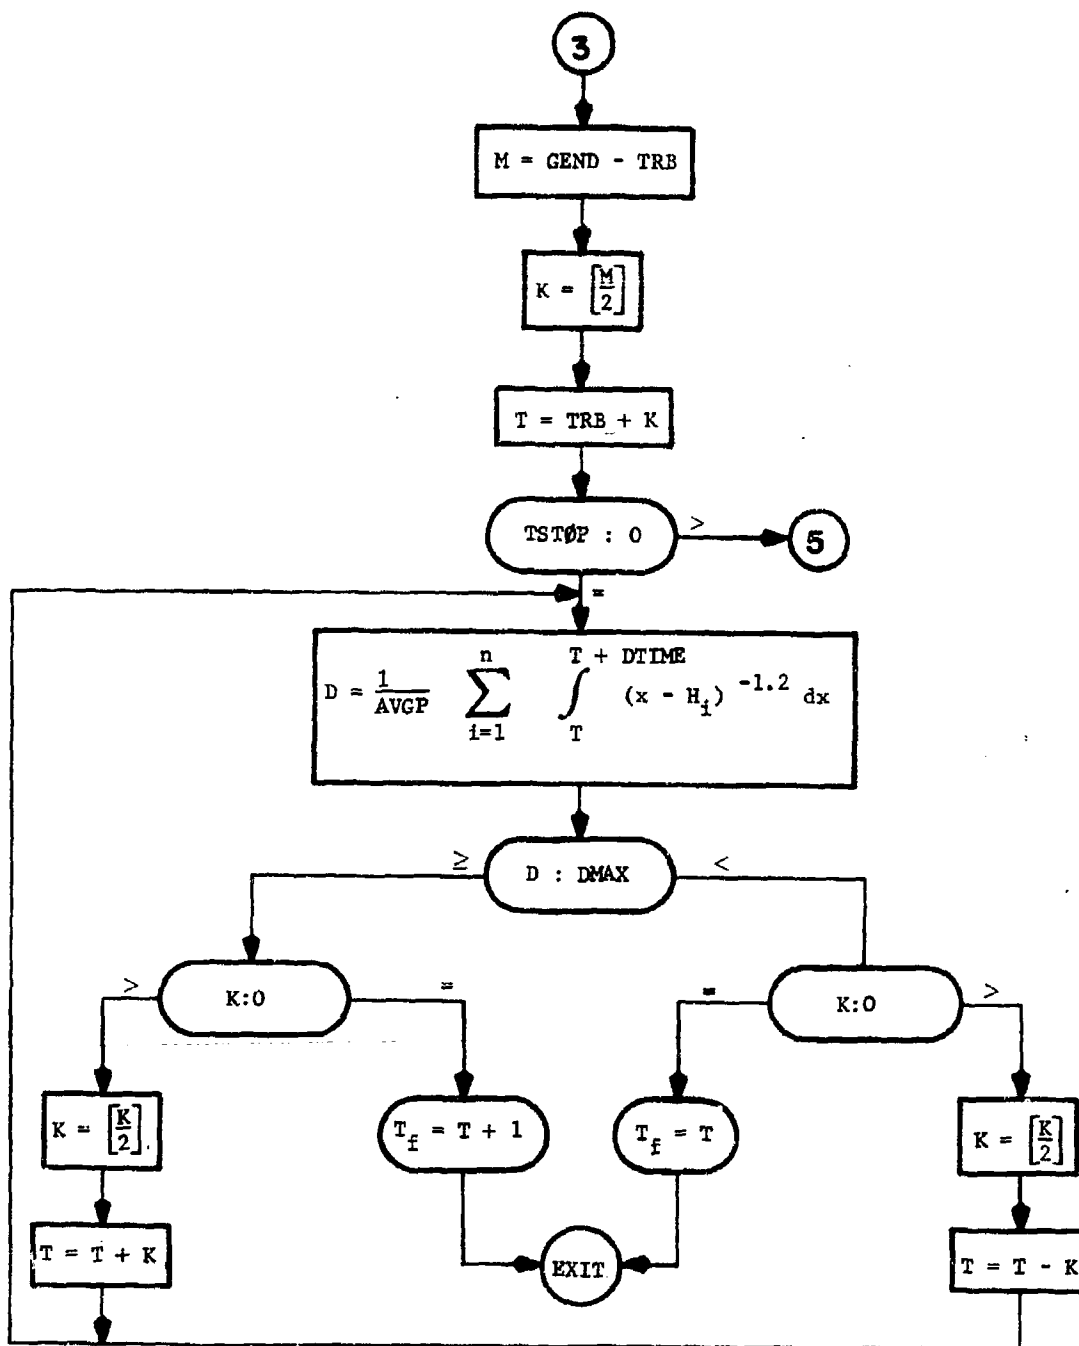 3
M = GEND - TRB
K = [M/2]
T = TRB + K
TSTØP : 0
>
5
=
D = 1/AVGP n∑i=1 T + DTIME∫T (x - H_i)^-1.2 dx
D : DMAX
≥
<
K:0
>
=
K:0
=
>
K = [K/2]
T_f = T + 1
T_f = T
K = [K/2]
T = T + K
EXIT
T = T - K